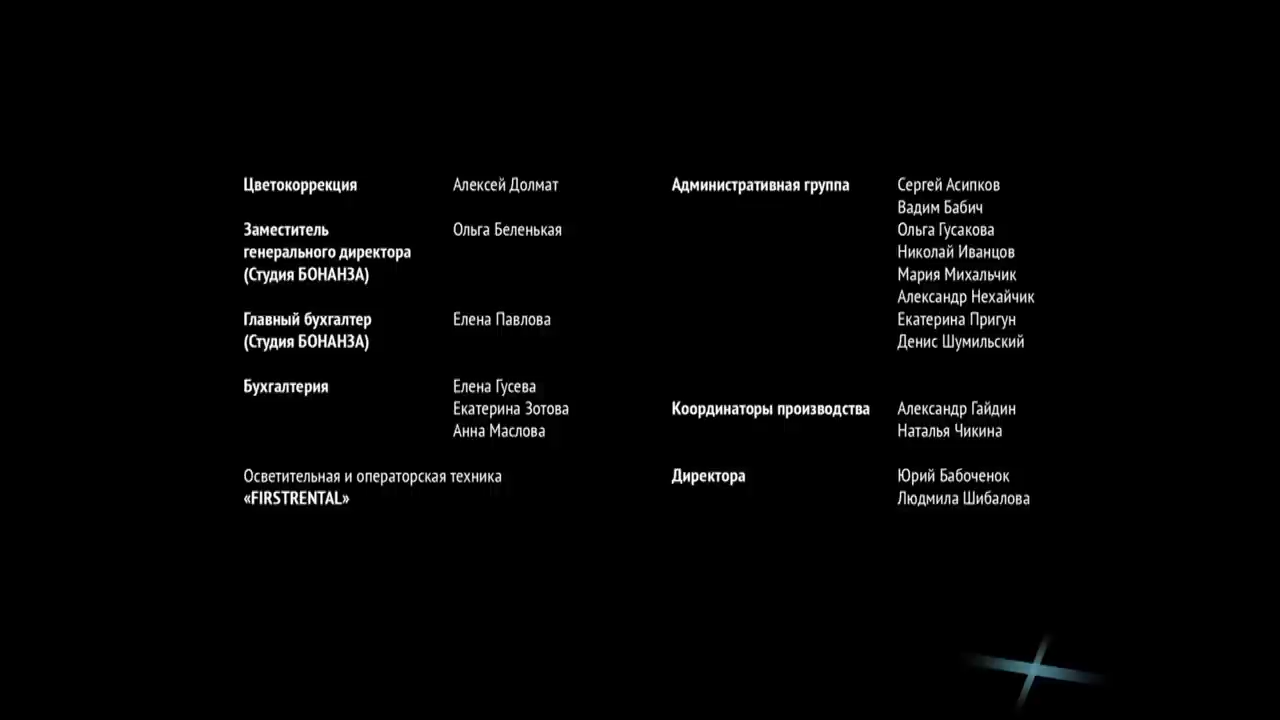 Цветокоррекция Алексей Долмат
Заместитель Ольга Беленькая
генерального директора
(Студия БОНАНЗА)
Главный бухгалтер Елена Павлова
(Студия БОНАНЗА)
Бухгалтерия Елена Гусева
Екатерина Зотова
Анна Маслова
Осветительная и операторская техника
«FIRSTRENTAL»
Административная группа Сергей Асипков
Вадим Бабич
Ольга Гусакова
Николай Иванцов
Мария Михальчик
Александр Нехайчик
Екатерина Пригун
Денис Шумильский
Координаторы производства Александр Гайдин
Наталья Чикина
Директора Юрий Бабоченок
Людмила Шибалова